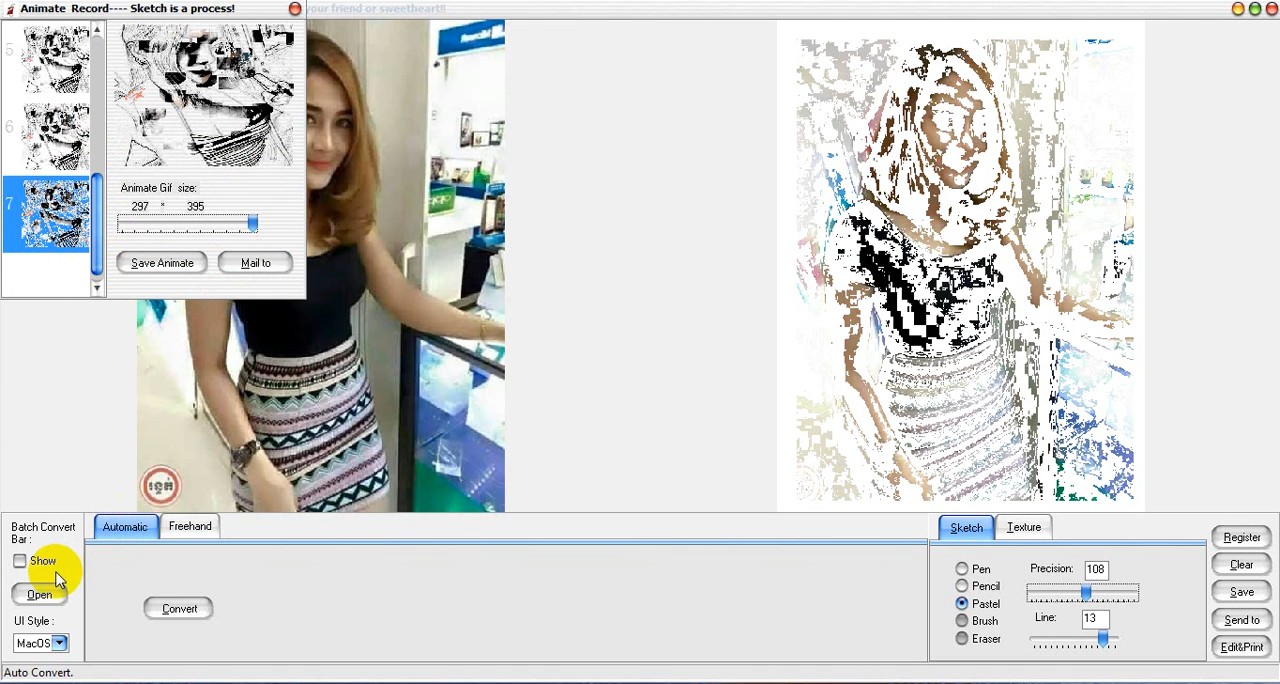 Animate Record---- Sketch is a process!
your friend or sweetheart!!
5
6
7
Animate Gif size:
297 * 395
Save Animate
Mail to
Batch Convert
Bar :
Show
Open
UI Style :
MacOS
Automatic
Freehand
Convert
Sketch
Texture
Pen
Pencil
Pastel
Brush
Eraser
Precision: 108
Line: 13
Register
Clear
Save
Send to
Edit&Print
Auto Convert.